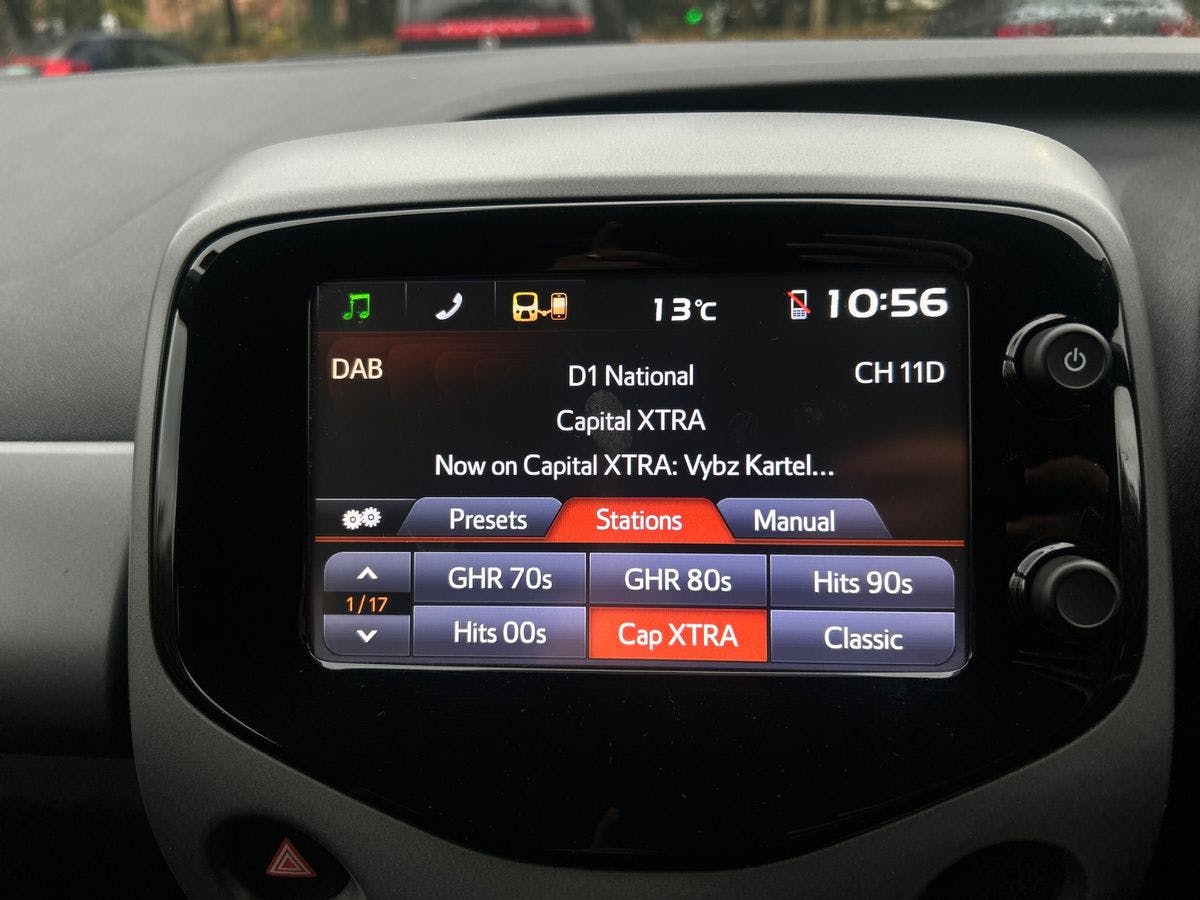 13°C 10:56
DAB D1 National CH 11D
Capital XTRA
Now on Capital XTRA: Vybz Kartel...
Presets Stations Manual
GHR 70s GHR 80s Hits 90s
1/17
Hits 00s Cap XTRA Classic